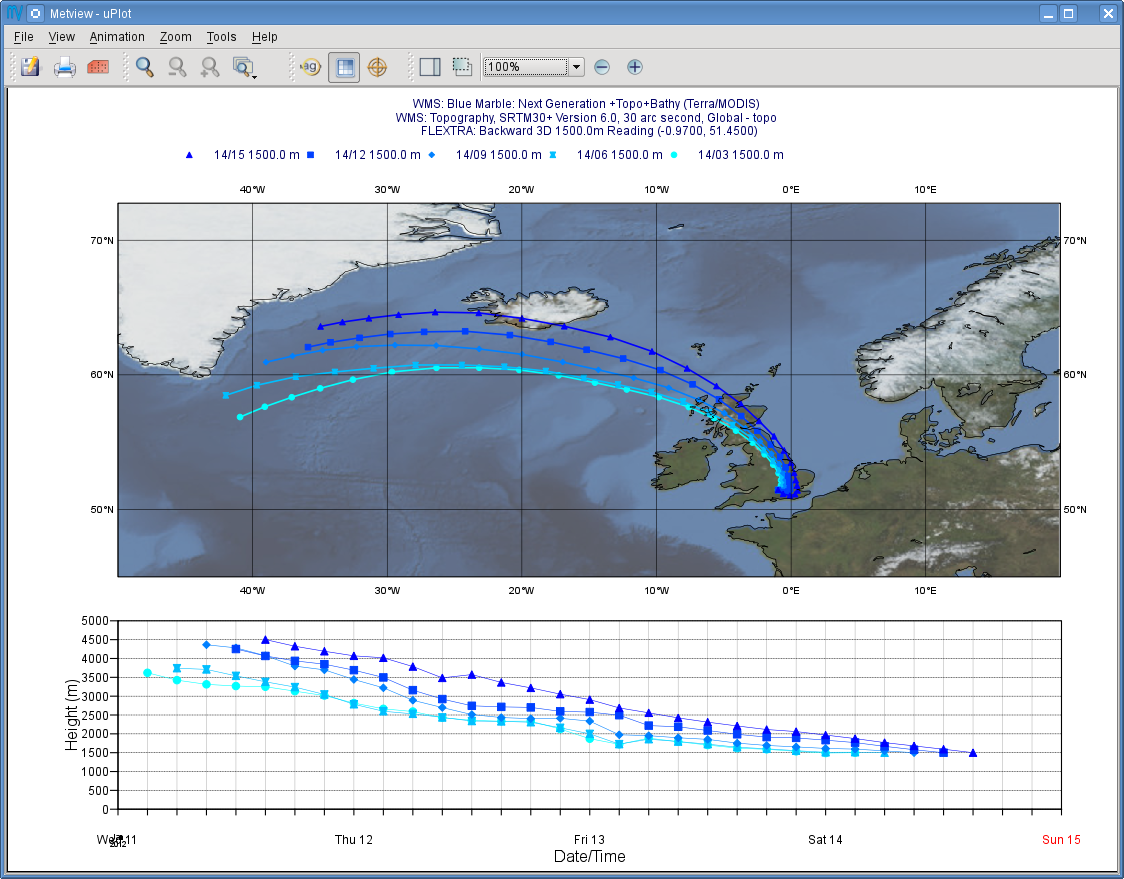 Metview - uPlot
File View Animation Zoom Tools Help
ag 100%
WMS: Blue Marble: Next Generation +Topo+Bathy (Terra/MODIS)
WMS: Topography, SRTM30+ Version 6.0, 30 arc second, Global - topo
FLEXTRA: Backward 3D 1500.0m Reading (-0.9700, 51.4500)
14/15 1500.0 m 14/12 1500.0 m 14/09 1500.0 m 14/06 1500.0 m 14/03 1500.0 m
40°W 30°W 20°W 10°W 0°E 10°E
70°N 70°N
60°N 60°N
50°N 50°N
40°W 30°W 20°W 10°W 0°E 10°E
5000
4500
4000
3500
3000
2500
2000
1500
1000
500
0
Height (m)
Wed 11 Thu 12 Fri 13 Sat 14 Sun 15
2012
Date/Time